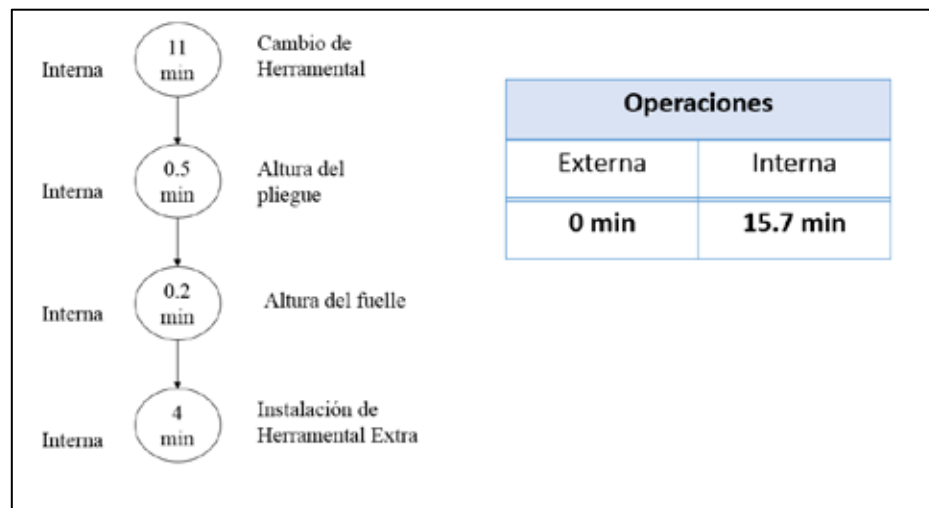 11
min
Cambio de
Herramental
Interna
0.5
min
Altura del
pliegue
Interna
0.2
min
Altura del fuelle
Interna
4
min
Instalación de
Herramental Extra
Interna
Operaciones
Externa Interna
0 min 15.7 min